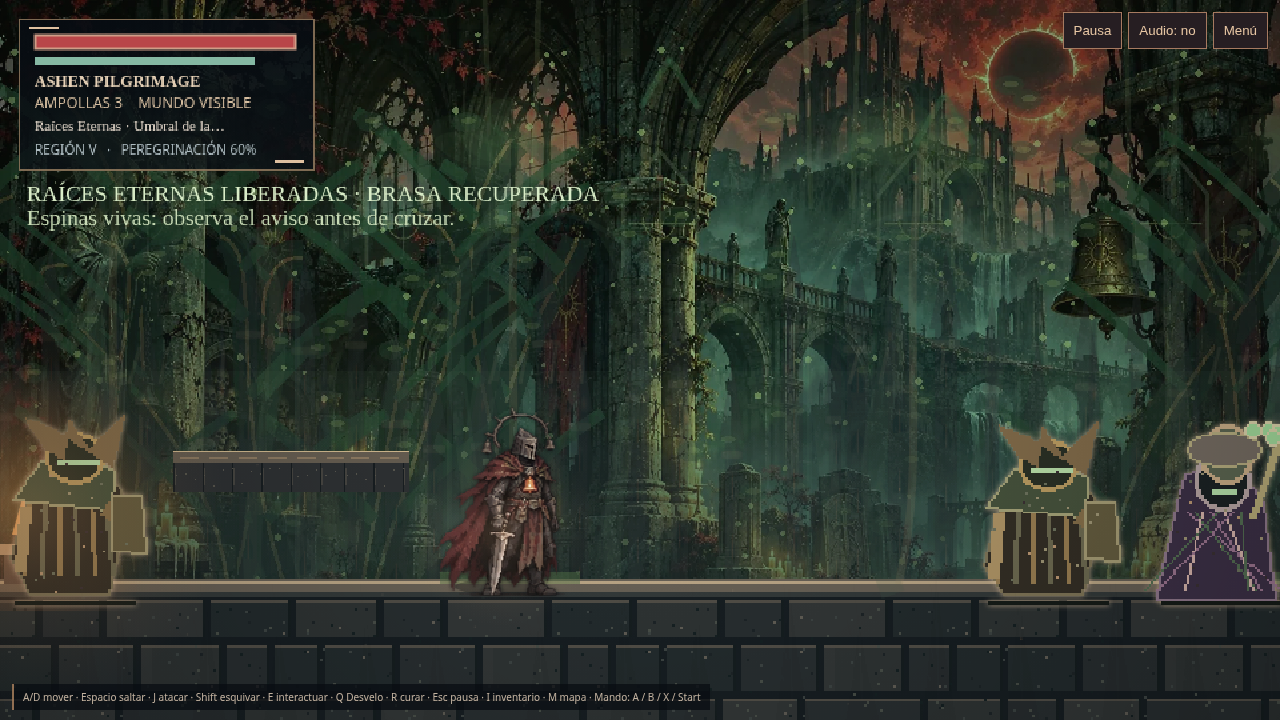 ASHEN PILGRIMAGE
AMPOLLAS 3 MUNDO VISIBLE
Raíces Eternas · Umbral de la…
REGIÓN V · PEREGRINACIÓN 60%
Pausa
Audio: no
Menú
RAÍCES ETERNAS LIBERADAS · BRASA RECUPERADA
Espinas vivas: observa el aviso antes de cruzar.
A/D mover · Espacio saltar · J atacar · Shift esquivar · E interactuar · Q Desvelo · R curar · Esc pausa · I inventario · M mapa · Mando: A / B / X / Start